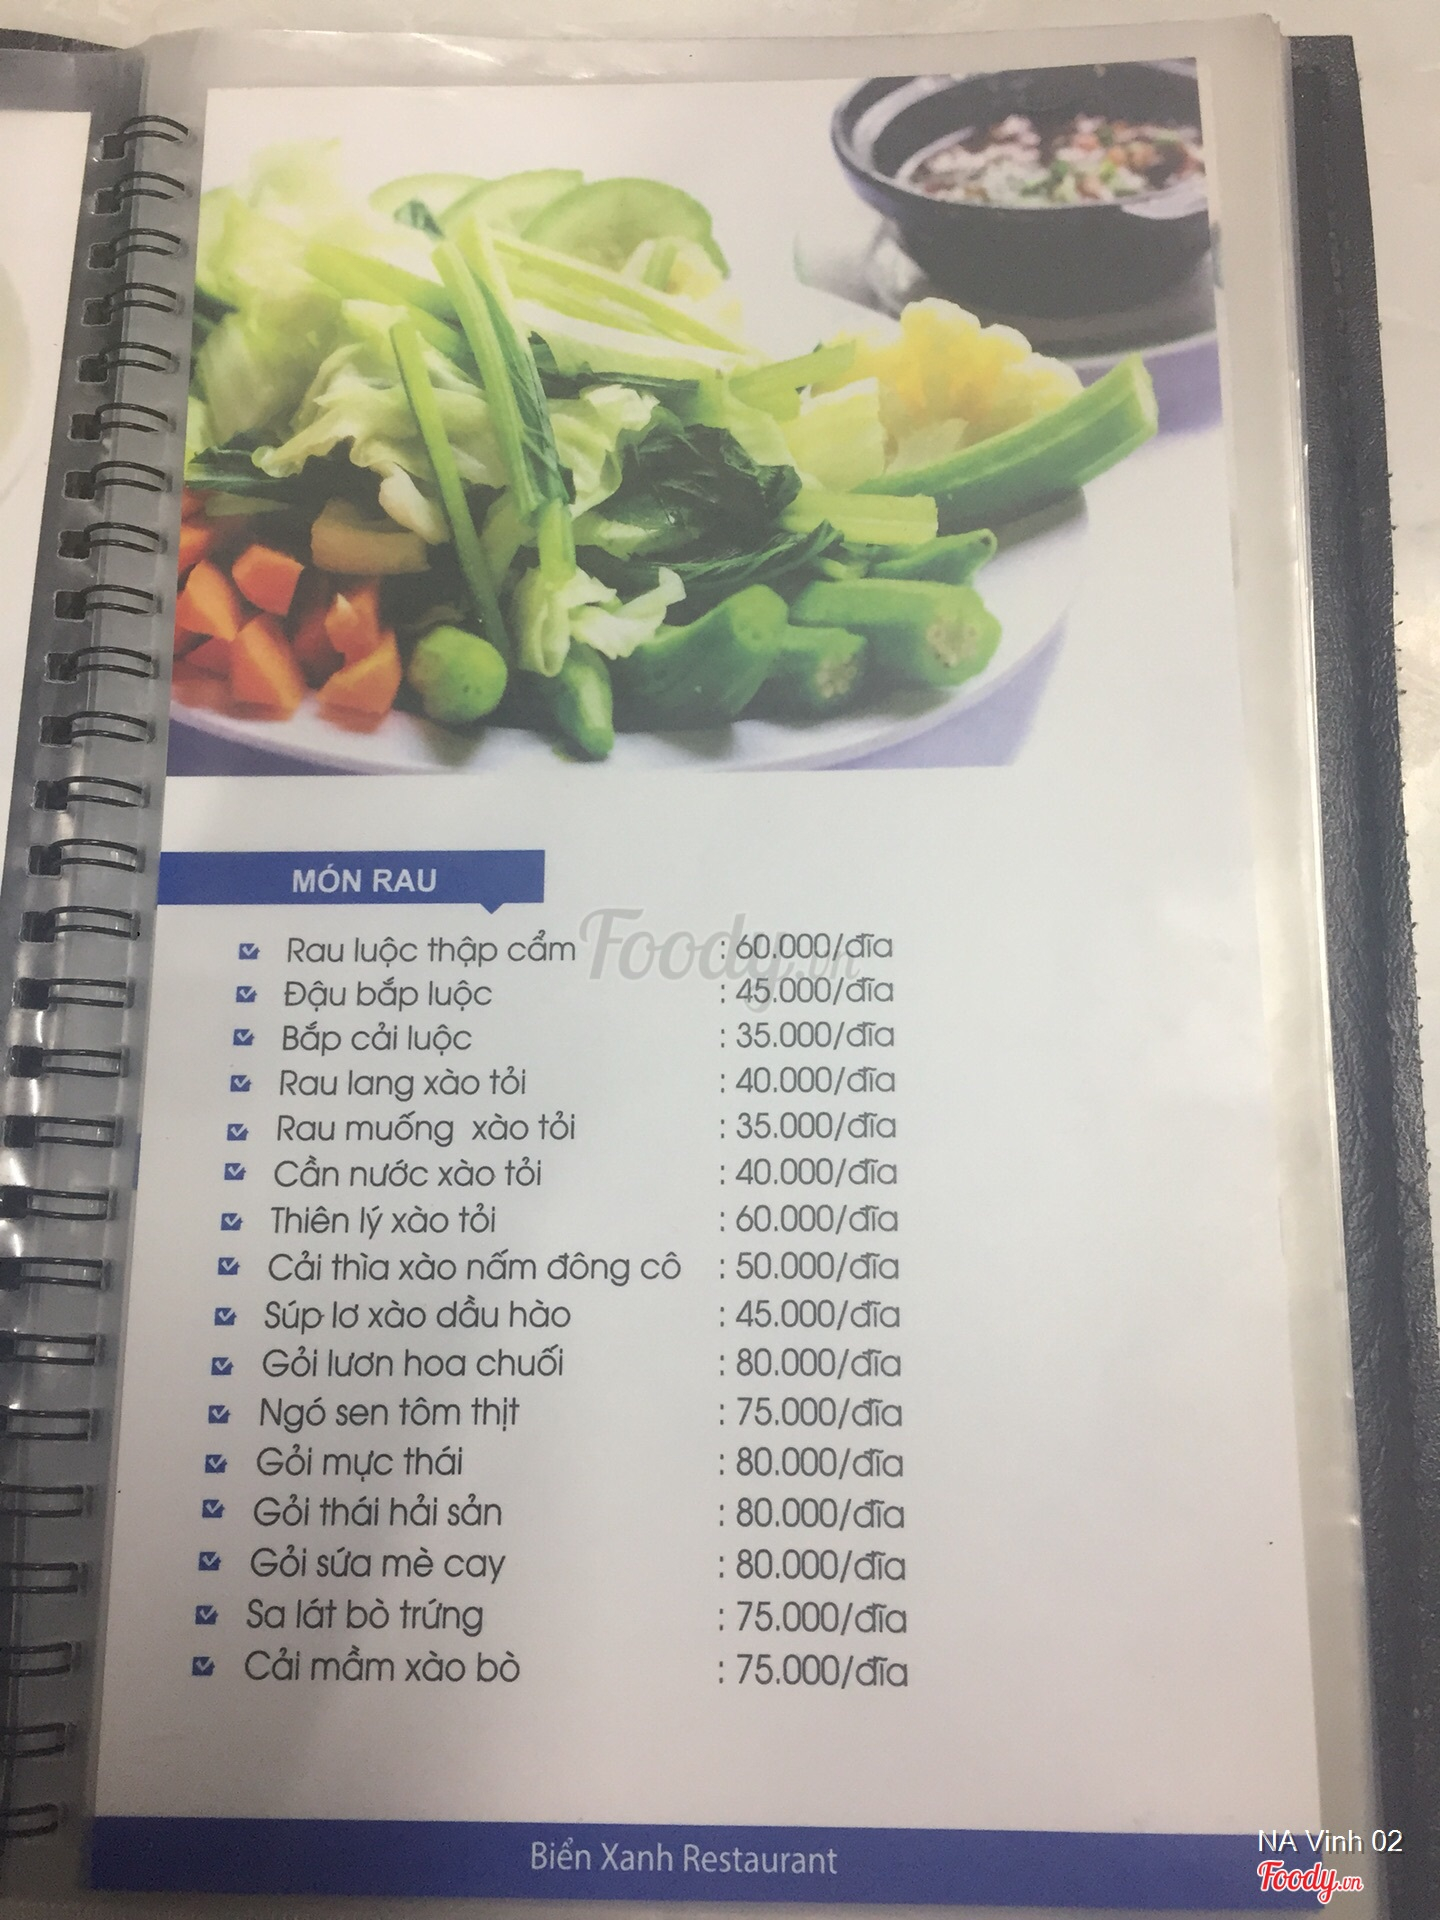 MÓN RAU
Rau luộc thập cẩm : 60.000/đĩa
Đậu bắp luộc : 45.000/đĩa
Bắp cải luộc : 35.000/đĩa
Rau lang xào tỏi : 40.000/đĩa
Rau muống xào tỏi : 35.000/đĩa
Cần nước xào tỏi : 40.000/đĩa
Thiên lý xào tỏi : 60.000/đĩa
Cải thìa xào nấm đông cô : 50.000/đĩa
Súp lơ xào dầu hào : 45.000/đĩa
Gỏi lươn hoa chuối : 80.000/đĩa
Ngó sen tôm thịt : 75.000/đĩa
Gỏi mực thái : 80.000/đĩa
Gỏi thái hải sản : 80.000/đĩa
Gỏi sứa mè cay : 80.000/đĩa
Sa lát bò trứng : 75.000/đĩa
Cải mầm xào bò : 75.000/đĩa
Foody.vn
Biển Xanh Restaurant
NA Vinh 02
Foody.vn